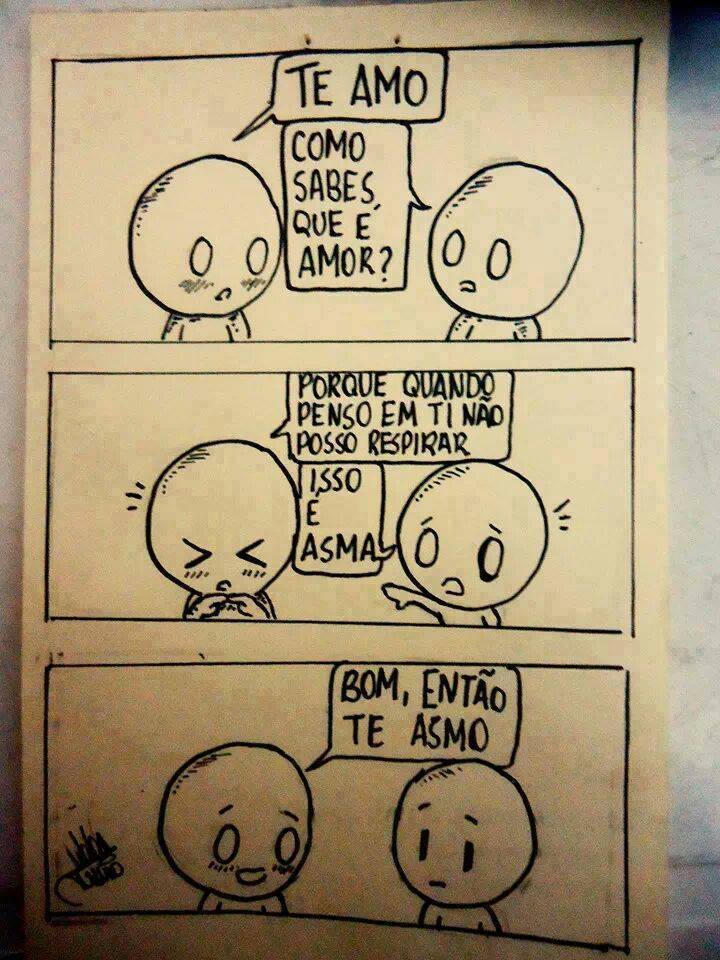 TE AMO
COMO
SABES,
QUE É
AMOR?
PORQUE QUANDO
PENSO EM TI NÃO
POSSO RESPIRAR
ISSO
É
ASMA
BOM, ENTÃO
TE ASMO